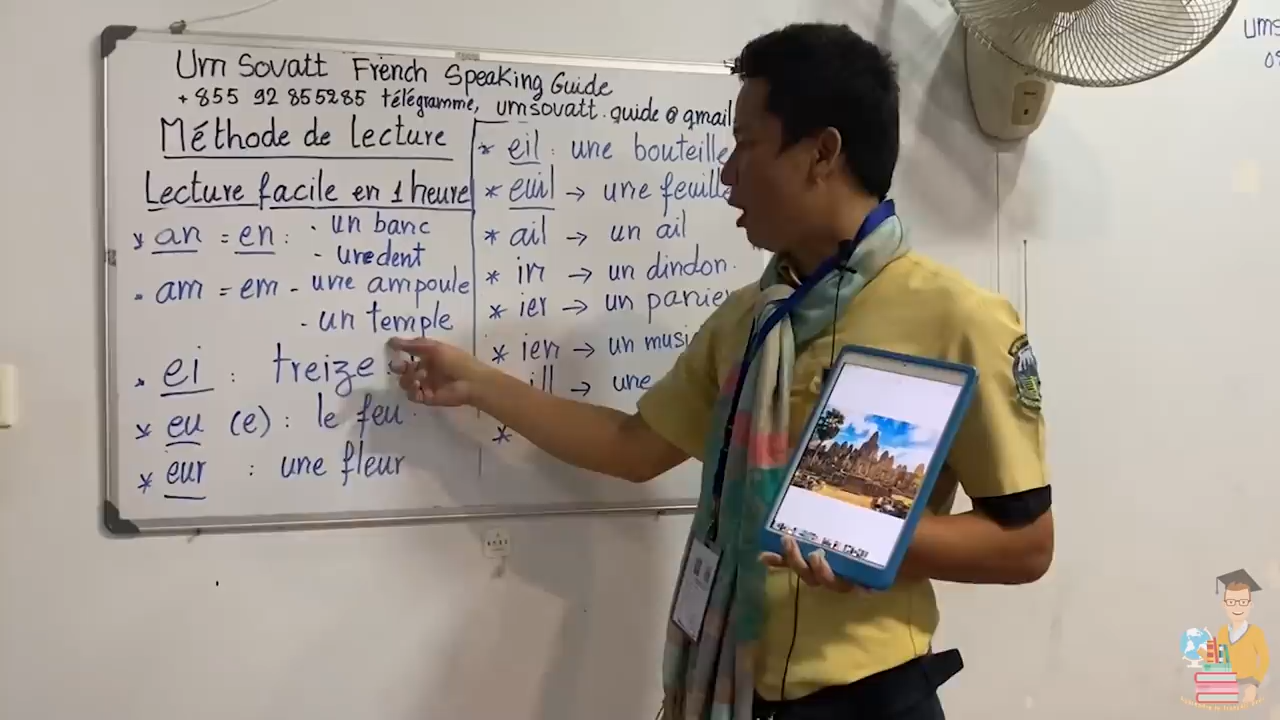 Um Sovatt French Speaking Guide
+855 92 855285 télégramme, umsovatt.guide@gmail
Méthode de lecture
Lecture facile en 1 heure
* an = en : - un banc
- une dent
- am = em - une ampoule
- un temple
* ei : treize
* eu (e) : le feu
* eur : une fleur
* eil : une bouteille
* euil → une feuille
* ail → un ail
* in → un dindon.
* ier → un panier
* ien → un musi
ill → une
*
ums